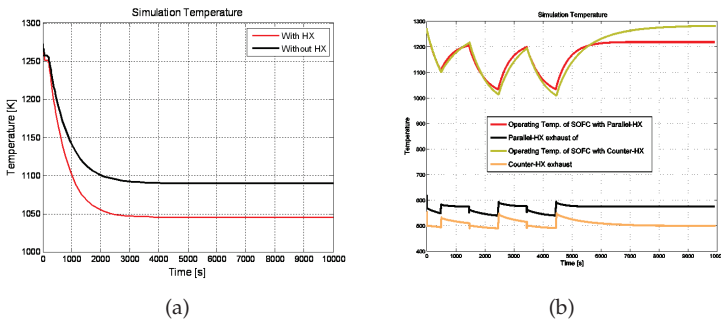 Simulation Temperature
1300
1250
1200
1150
1100
1050
1000
Temperature [K]
With HX
Without HX
0 1000 2000 3000 4000 5000 6000 7000 8000 9000 10000
Time [s]
(a)
Simulation Temperature
1300
1200
1100
1000
900
800
700
600
500
400
Temperature
Operating Temp. of SOFC with Parallel-HX
Parallel-HX exhaust of
Operating Temp. of SOFC with Counter-HX
Counter-HX exhaust
0 1000 2000 3000 4000 5000 6000 7000 8000 9000 1000
Time [s]
(b)